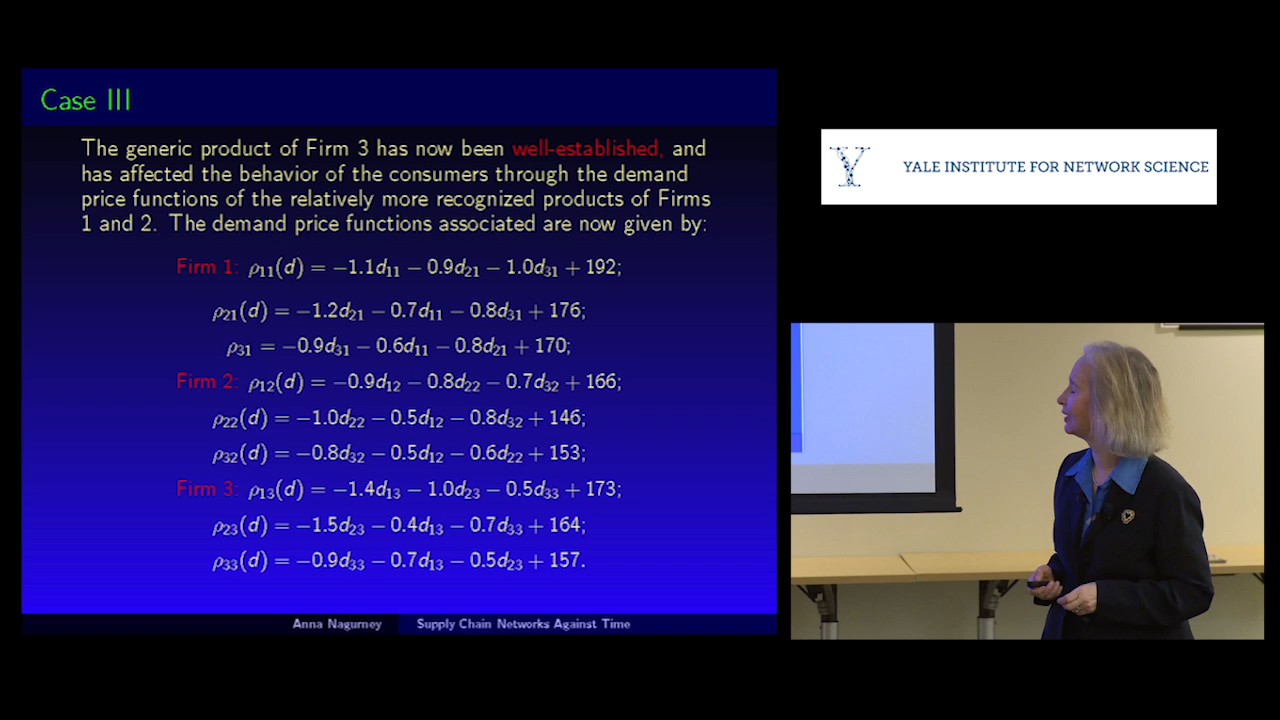 Case III
The generic product of Firm 3 has now been well-established, and
has affected the behavior of the consumers through the demand
price functions of the relatively more recognized products of Firms
1 and 2. The demand price functions associated are now given by:
Firm 1: ρ₁₁(d) = −1.1d₁₁ − 0.9d₂₁ − 1.0d₃₁ + 192;
ρ₂₁(d) = −1.2d₂₁ − 0.7d₁₁ − 0.8d₃₁ + 176;
ρ₃₁ = −0.9d₃₁ − 0.6d₁₁ − 0.8d₂₁ + 170;
Firm 2: ρ₁₂(d) = −0.9d₁₂ − 0.8d₂₂ − 0.7d₃₂ + 166;
ρ₂₂(d) = −1.0d₂₂ − 0.5d₁₂ − 0.8d₃₂ + 146;
ρ₃₂(d) = −0.8d₃₂ − 0.5d₁₂ − 0.6d₂₂ + 153;
Firm 3: ρ₁₃(d) = −1.4d₁₃ − 1.0d₂₃ − 0.5d₃₃ + 173;
ρ₂₃(d) = −1.5d₂₃ − 0.4d₁₃ − 0.7d₃₃ + 164;
ρ₃₃(d) = −0.9d₃₃ − 0.7d₁₃ − 0.5d₂₃ + 157.
Anna Nagurney Supply Chain Networks Against Time
Y YALE INSTITUTE FOR NETWORK SCIENCE